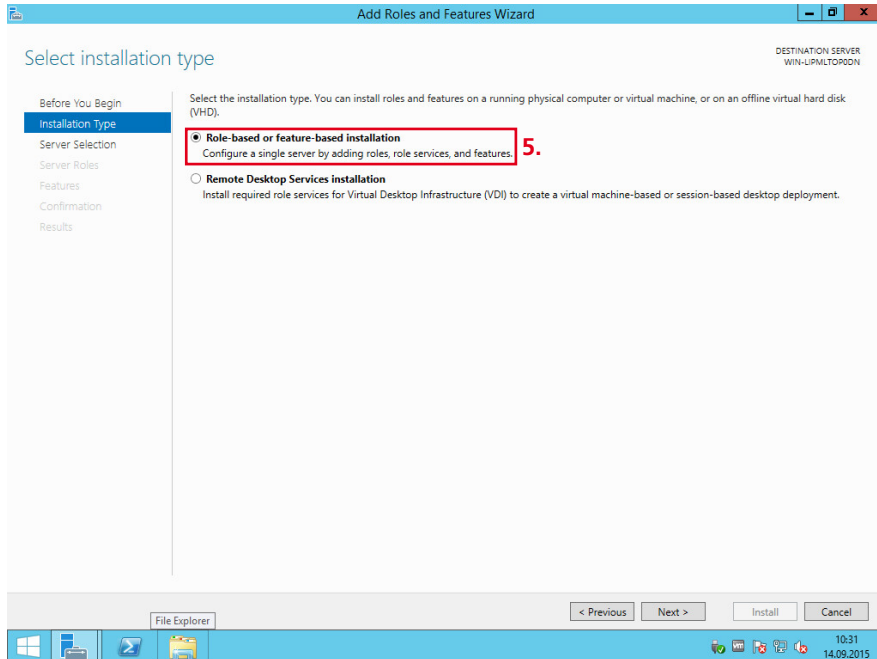 Add Roles and Features Wizard
Select installation type
DESTINATION SERVER
WIN-LIPMLTOP0DN
Before You Begin
Installation Type
Server Selection
Server Roles
Features
Confirmation
Results
Select the installation type. You can install roles and features on a running physical computer or virtual machine, or on an offline virtual hard disk
(VHD).
Role-based or feature-based installation
Configure a single server by adding roles, role services, and features.
5.
Remote Desktop Services installation
Install required role services for Virtual Desktop Infrastructure (VDI) to create a virtual machine-based or session-based desktop deployment.
< Previous
Next >
Install
Cancel
File Explorer
10:31
14.09.2015